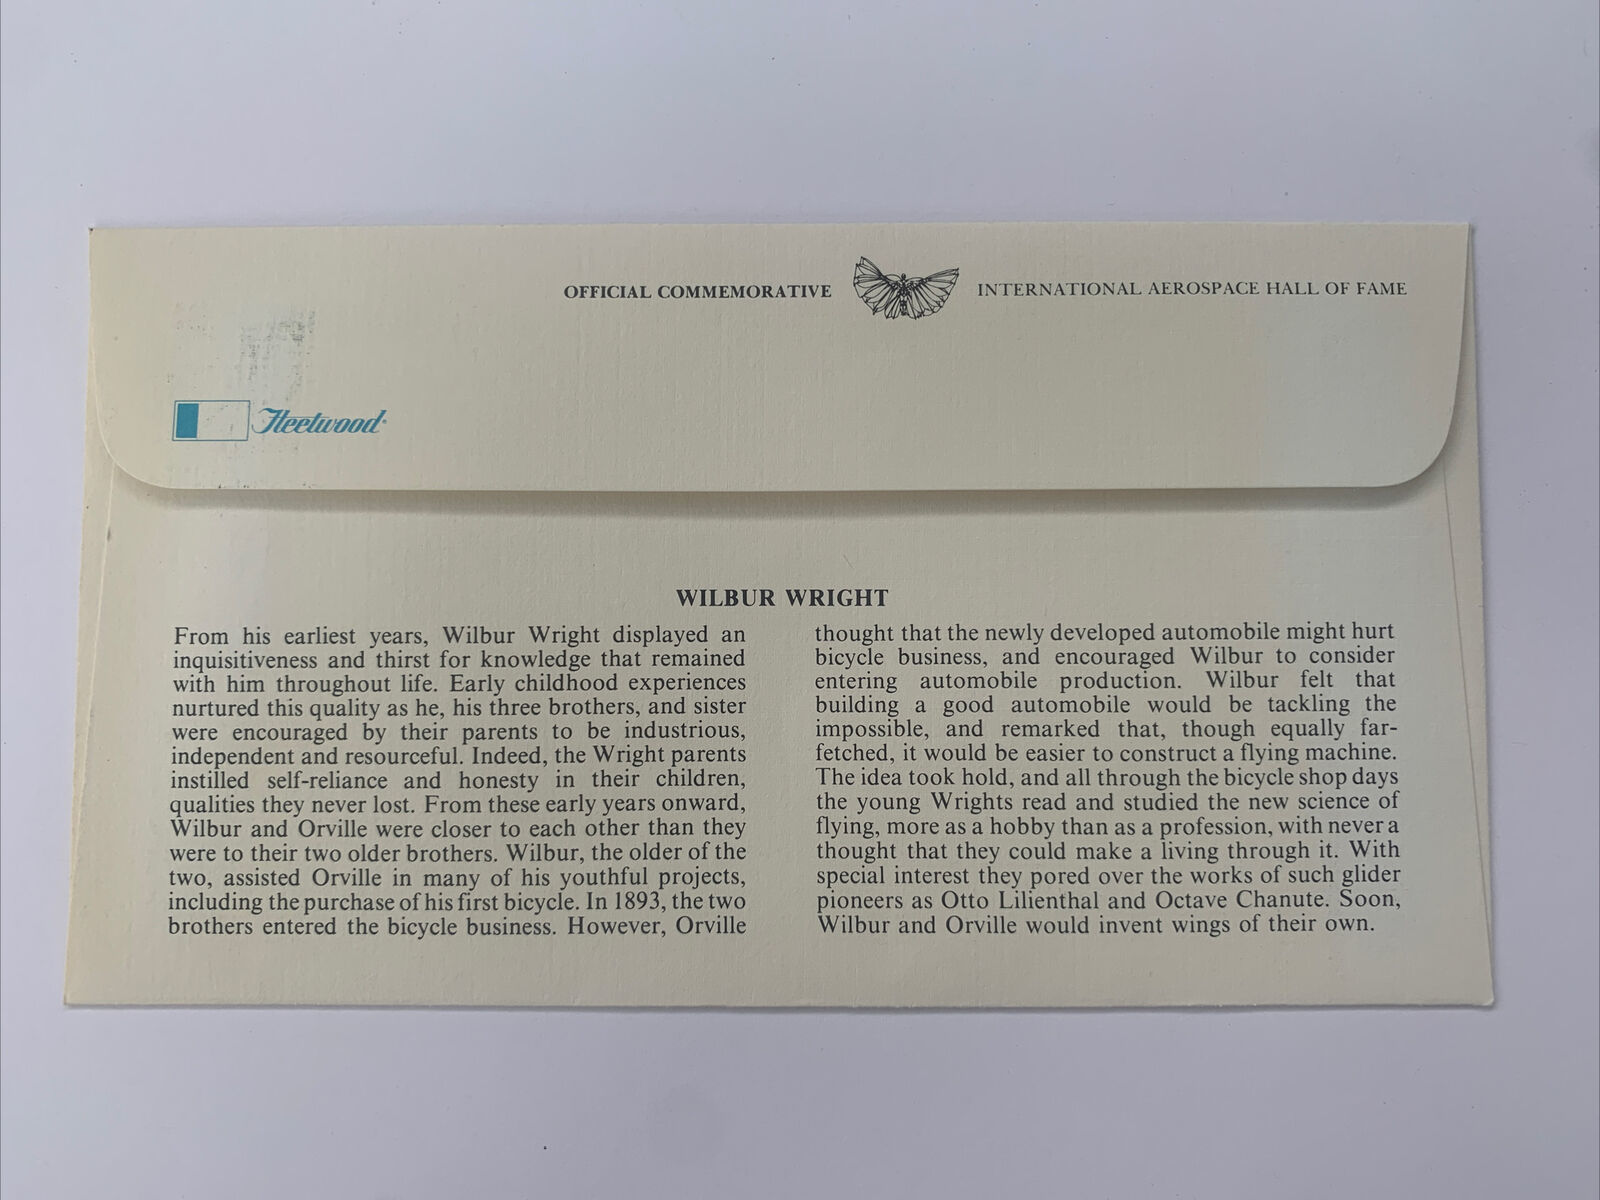 OFFICIAL COMMEMORATIVE INTERNATIONAL AEROSPACE HALL OF FAME
Fleetwood
WILBUR WRIGHT
From his earliest years, Wilbur Wright displayed an
inquisitiveness and thirst for knowledge that remained
with him throughout life. Early childhood experiences
nurtured this quality as he, his three brothers, and sister
were encouraged by their parents to be industrious,
independent and resourceful. Indeed, the Wright parents
instilled self-reliance and honesty in their children,
qualities they never lost. From these early years onward,
Wilbur and Orville were closer to each other than they
were to their two older brothers. Wilbur, the older of the
two, assisted Orville in many of his youthful projects,
including the purchase of his first bicycle. In 1893, the two
brothers entered the bicycle business. However, Orville
thought that the newly developed automobile might hurt
bicycle business, and encouraged Wilbur to consider
entering automobile production. Wilbur felt that
building a good automobile would be tackling the
impossible, and remarked that, though equally far-
fetched, it would be easier to construct a flying machine.
The idea took hold, and all through the bicycle shop days
the young Wrights read and studied the new science of
flying, more as a hobby than as a profession, with never a
thought that they could make a living through it. With
special interest they pored over the works of such glider
pioneers as Otto Lilienthal and Octave Chanute. Soon,
Wilbur and Orville would invent wings of their own.